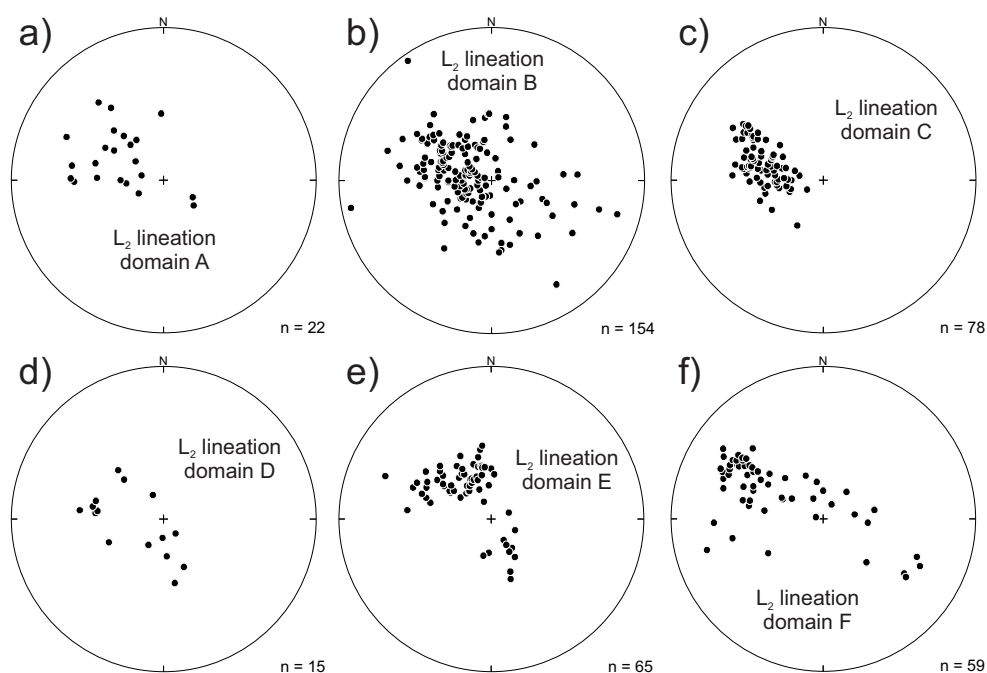 a)
N
L₂ lineation
domain A
n = 22
b)
N
L₂ lineation
domain B
n = 154
c)
N
L₂ lineation
domain C
n = 78
d)
N
L₂ lineation
domain D
n = 15
e)
N
L₂ lineation
domain E
n = 65
f)
N
L₂ lineation
domain F
n = 59